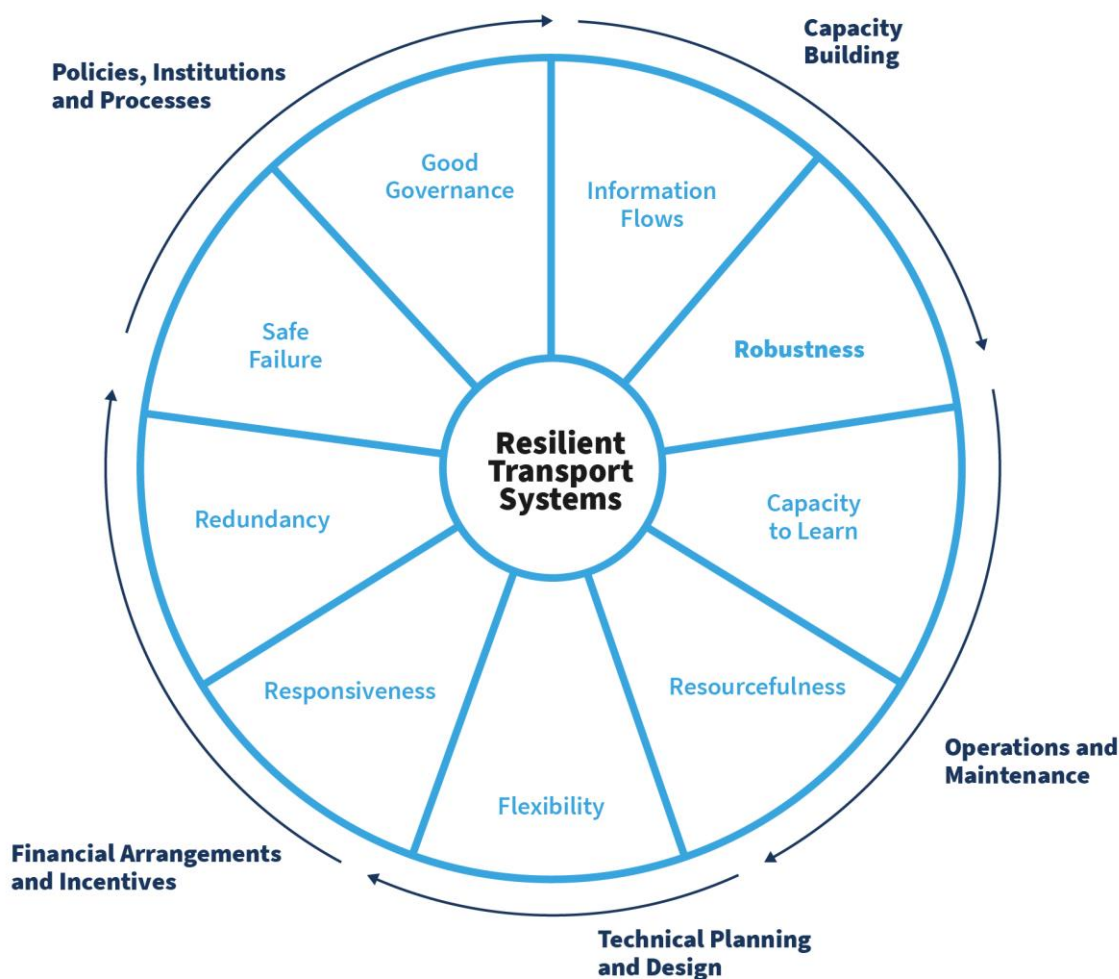 Capacity
Building
Policies, Institutions
and Processes
Good
Governance
Information
Flows
Safe
Failure
Robustness
Resilient
Transport
Systems
Redundancy
Capacity
to Learn
Responsiveness
Resourcefulness
Flexibility
Operations and
Maintenance
Financial Arrangements
and Incentives
Technical Planning
and Design